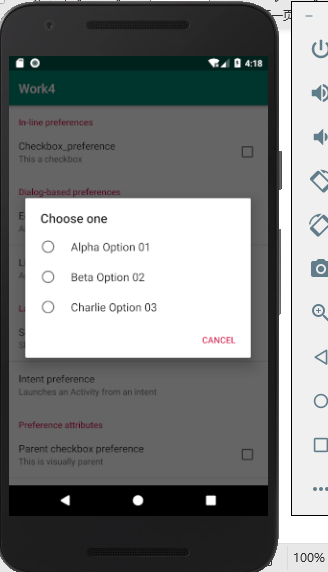 4:18
Work4
In-line preferences
Checkbox_preference
This a checkbox
Dialog-based preferences
Choose one
Alpha Option 01
Beta Option 02
Charlie Option 03
CANCEL
Intent preference
Launches an Activity from an intent
Preference attributes
Parent checkbox preference
This is visually parent
100%